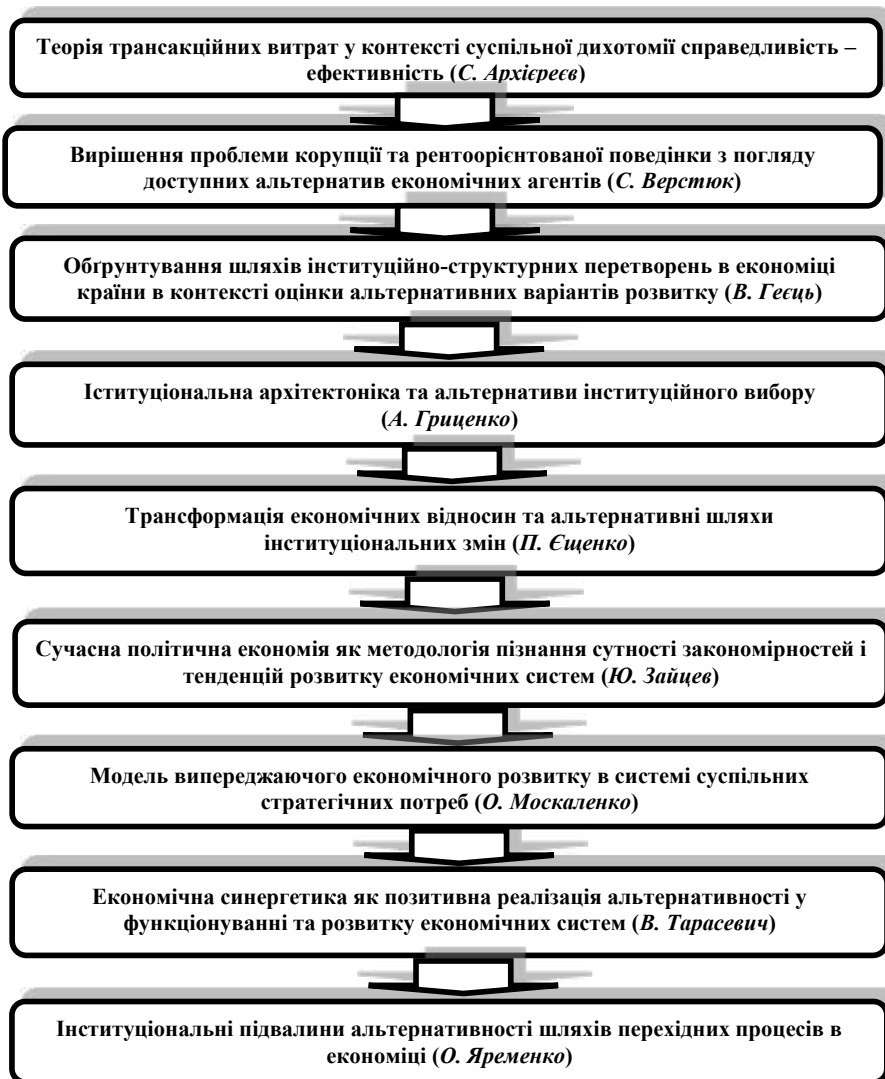 Теорія трансакційних витрат у контексті суспільної дихотомії справедливість –
ефективність (С. Архієреєв)
Вирішення проблеми корупції та рентоорієнтованої поведінки з погляду
доступних альтернатив економічних агентів (С. Верстюк)
Обґрунтування шляхів інституційно-структурних перетворень в економіці
країни в контексті оцінки альтернативних варіантів розвитку (В. Геєць)
Іституціональна архітектоніка та альтернативи інституційного вибору
(А. Гриценко)
Трансформація економічних відносин та альтернативні шляхи
інституціональних змін (П. Єщенко)
Сучасна політична економія як методологія пізнання сутності закономірностей і
тенденцій розвитку економічних систем (Ю. Зайцев)
Модель випереджаючого економічного розвитку в системі суспільних
стратегічних потреб (О. Москаленко)
Економічна синергетика як позитивна реалізація альтернативності у
функціонуванні та розвитку економічних систем (В. Тарасевич)
Інституціональні підвалини альтернативності шляхів перехідних процесів в
економіці (О. Яременко)